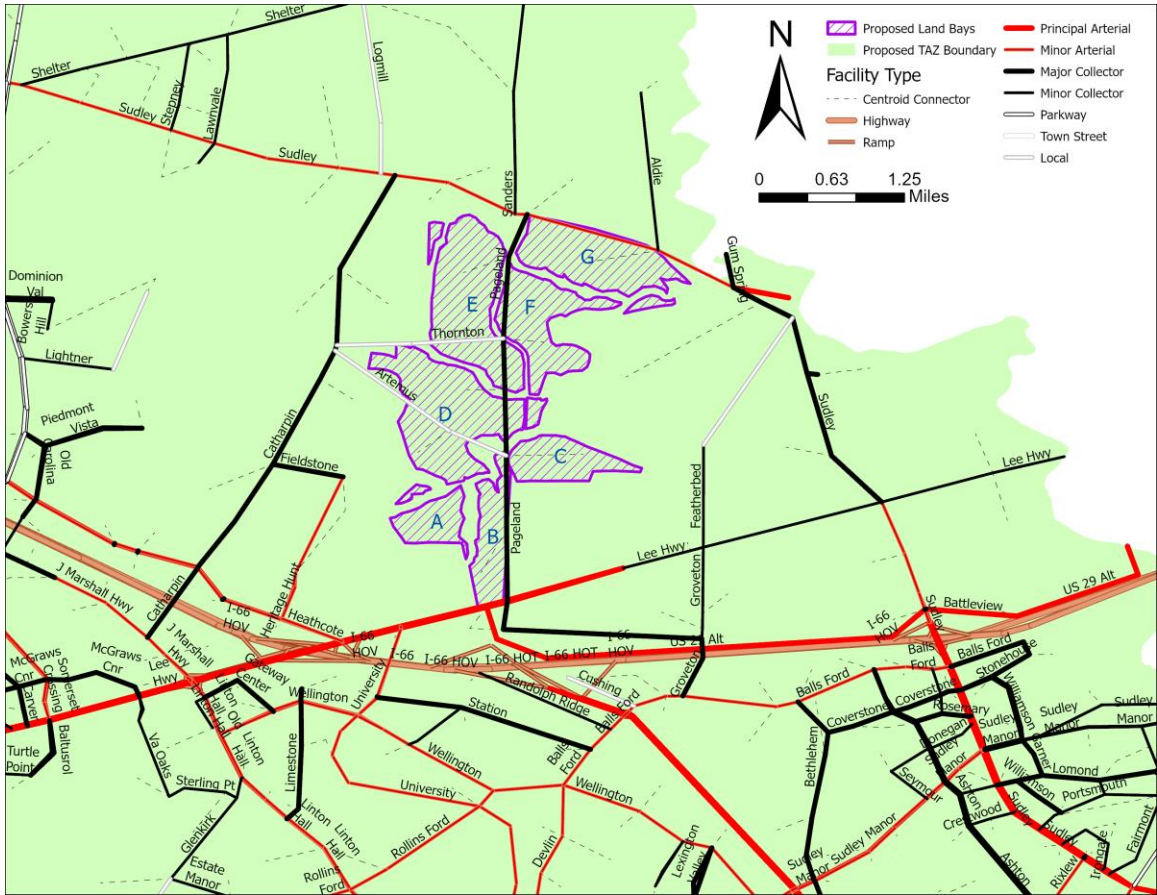 Shelter
Shelter
Stepney
Lawnvale
Logmill
Sudley
Sudley
Sanders
Aldie
N
0 0.63 1.25
Miles
Proposed Land Bays
Proposed TAZ Boundary
Facility Type
Centroid Connector
Highway
Ramp
Principal Arterial
Minor Arterial
Major Collector
Minor Collector
Parkway
Town Street
Local
Gum Spring
G
E
F
Pageland
Thornton
Artemus
D
C
A
B
Pageland
Dominion
Val
Bowers
Hill
Lightner
Piedmont
Vista
Old
Carolina
Catharpin
Fieldstone
Sudley
Lee Hwy
Featherbed
Groveton
Lee Hwy
J Marshall Hwy
Catharpin
I-66
HOV
Heritage Hunt
Heathcote
I-66
HOV
I-66
I-66 HOV
I-66 HOT
I-66 HOT
I-66
HOV
US 29 Alt
I-66
HOV
Sudley
Battleview
US 29 Alt
McGraws
Cnr
Somerset
Crossing
McGraws
Cnr
Carver
Baltusrol
Turtle
Point
Lee
Hwy
J Marshall
Hwy
Gateway
Center
Linton
Hall
Linton Hall
Old
Linton
Hall
Va Oaks
Sterling Pt
Glenkirk
Estate
Manor
Limestone
Wellington
University
Station
Randolph Ridge
Cushing
Groveton
Balls Ford
Balls
Ford
Wellington
University
Wellington
Linton
Hall
Linton
Hall
Rollins
Ford
Rollins Ford
Devlin
Lexington
Valley
Balls Ford
Balls
Ford
Balls Ford
Stonehouse
Bethlehem
Coverstone
Coverstone
Rosemary
Donegan
Sudley
Manor
Sudley
Manor
Williamson
Garner
Sudley
Manor
Sudley
Manor
Seymour
Ashton
Crestwood
Williamson
Lomond
Portsmouth
Sudley
Sudley
Rixlew
Irongate
Fairmont
Ashton
Sudley
Manor
Sudley Manor